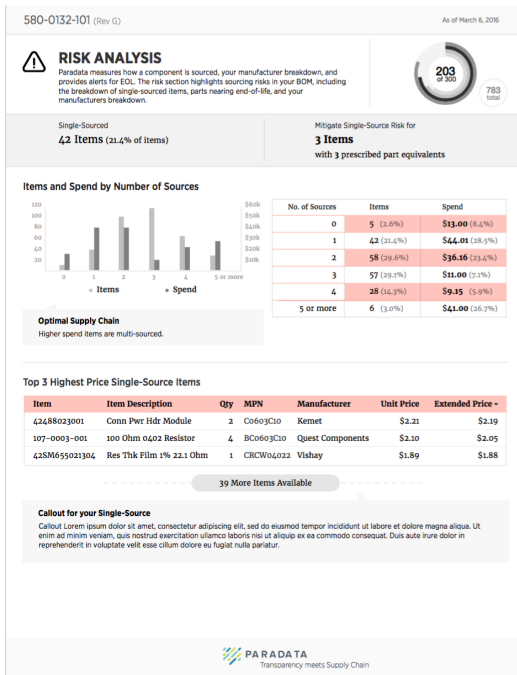 580-0132-101 (Rev G)
As of March 6, 2016
RISK ANALYSIS
Paradata measures how a component is sourced, your manufacturer breakdown, and
provides alerts for EOL. The risk section highlights sourcing risks in your BOM, including
the breakdown of single-sourced items, parts nearing end-of-life, and your
manufacturers breakdown.
203
of 300
783
total
Single-Sourced
42 Items (21.4% of items)
Mitigate Single-Source Risk for
3 Items
with 3 prescribed part equivalents
Items and Spend by Number of Sources
120
100
80
60
40
20
$60k
$50k
$40k
$30k
$20k
$10k
0 1 2 3 4 5 or more
Items Spend
No. of Sources Items Spend
0 5 (2.6%) $13.00 (8.4%)
1 42 (21.4%) $44.01 (28.5%)
2 58 (29.6%) $36.16 (23.4%)
3 57 (29.1%) $11.00 (7.1%)
4 28 (14.3%) $9.15 (5.9%)
5 or more 6 (3.0%) $41.00 (26.7%)
Optimal Supply Chain
Higher spend items are multi-sourced.
Top 3 Highest Price Single-Source Items
Item Item Description Qty MPN Manufacturer Unit Price Extended Price
42488023001 Conn Pwr Hdr Module 2 C0603C10 Kemet $2.21 $2.19
107-0003-001 100 Ohm 0402 Resistor 4 BC0603C10 Quest Components $2.10 $2.05
42SM655021304 Res Thk Film 1% 22.1 Ohm 1 CRCW04022 Vishay $1.89 $1.88
39 More Items Available
Callout for your Single-Source
Callout Lorem ipsum dolor sit amet, consectetur adipiscing elit, sed do eiusmod tempor incididunt ut labore et dolore magna aliqua. Ut
enim ad minim veniam, quis nostrud exercitation ullamco laboris nisi ut aliquip ex ea commodo consequat. Duis aute irure dolor in
reprehenderit in voluptate velit esse cillum dolore eu fugiat nulla pariatur.
PARADATA
Transparency meets Supply Chain